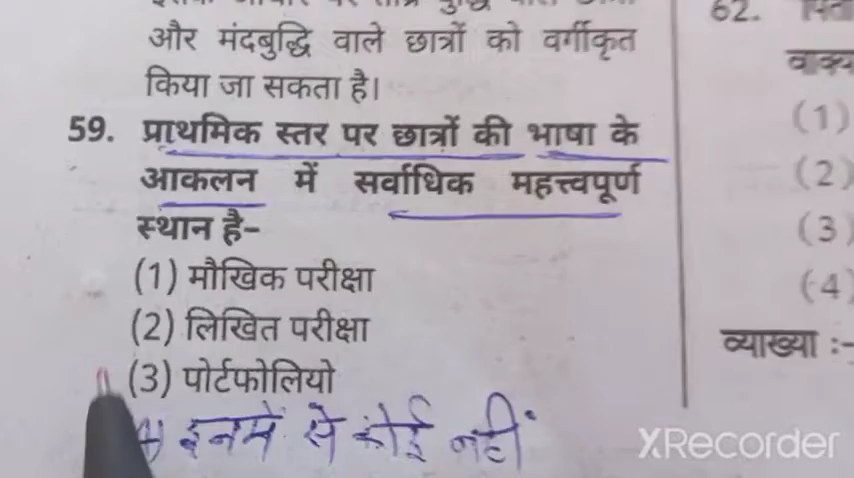 और मंदबुद्धि वाले छात्रों को वर्गीकृत
किया जा सकता है।
59. प्राथमिक स्तर पर छात्रों की भाषा के
आकलन में सर्वाधिक महत्त्वपूर्ण
स्थान है-
(1) मौखिक परीक्षा
(2) लिखित परीक्षा
(3) पोर्टफोलियो
इनमें से कोई नहीं
62.
(1)
(2)
(3)
(4)
व्याख्या :-
XRecorder